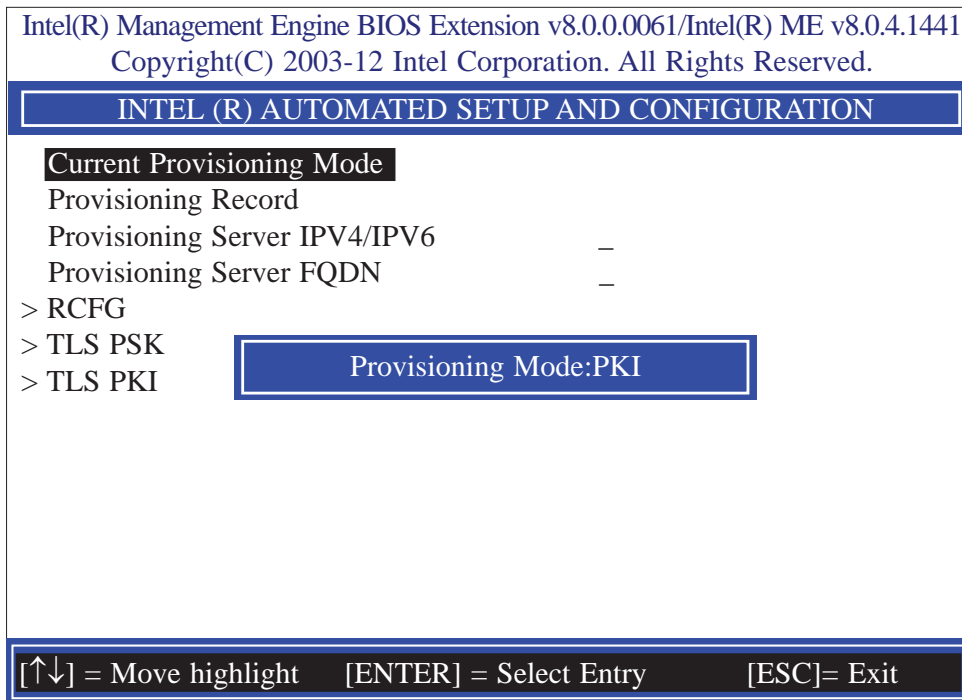 Intel(R) Management Engine BIOS Extension v8.0.0.0061/Intel(R) ME v8.0.4.1441
Copyright(C) 2003-12 Intel Corporation. All Rights Reserved.
INTEL (R) AUTOMATED SETUP AND CONFIGURATION
Current Provisioning Mode
Provisioning Record
Provisioning Server IPV4/IPV6 _
Provisioning Server FQDN _
> RCFG
> TLS PSK
> TLS PKI
Provisioning Mode:PKI
[↑↓] = Move highlight [ENTER] = Select Entry [ESC]= Exit